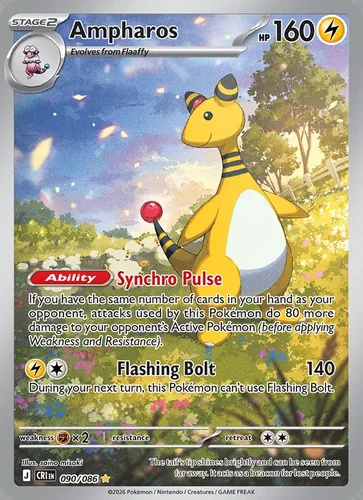 STAGE2
Ampharos
HP 160
Evolves from Flaaffy
Ability Synchro Pulse
If you have the same number of cards in your hand as your
opponent, attacks used by this Pokémon do 80 more
damage to your opponent's Active Pokémon (before applying
Weakness and Resistance).
Flashing Bolt 140
During your next turn, this Pokémon can't use Flashing Bolt.
weakness ×2 resistance retreat
Illus. saino misaki
J CRI EN 090/086
The tail's tip shines brightly and can be seen from
far away. It acts as a beacon for lost people.
©2026 Pokémon / Nintendo / Creatures / GAME FREAK